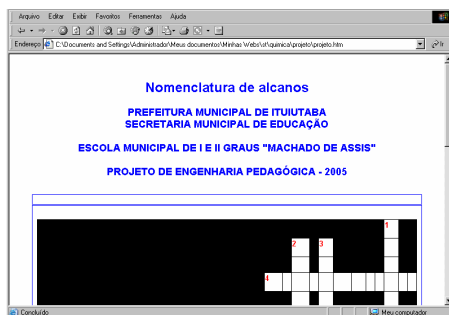 Arquivo Editar Exibir Favoritos Ferramentas Ajuda
Endereço C:\Documents and Settings\Administrador\Meus documentos\Minhas Webs\st\quimica\projeto\projeto.htm Ir
Nomenclatura de alcanos
PREFEITURA MUNICIPAL DE ITUIUTABA
SECRETARIA MUNICIPAL DE EDUCAÇÃO
ESCOLA MUNICIPAL DE I E II GRAUS "MACHADO DE ASSIS"
PROJETO DE ENGENHARIA PEDAGÓGICA - 2005
1
2 3
4
Concluído Meu computador